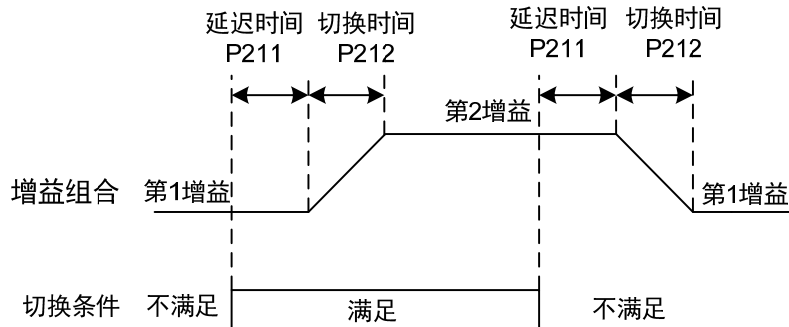 延迟时间 切换时间 延迟时间 切换时间
P211 P212 P211 P212
第2增益
增益组合 第1增益 第1增益
切换条件 不满足 满足 不满足